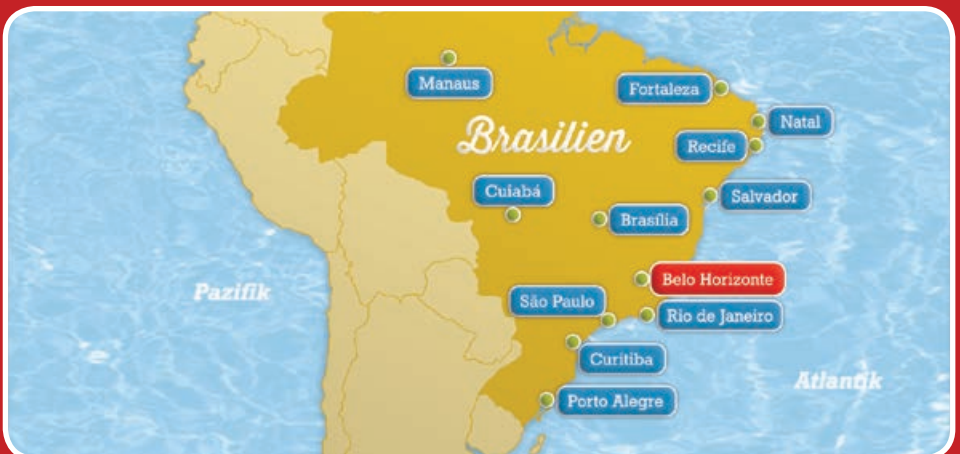 Manaus
Fortaleza
Natal
Brasilien
Recife
Cuiabá
Salvador
Brasília
Belo Horizonte
Pazifik
São Paulo
Rio de Janeiro
Curitiba
Atlantik
Porto Alegre